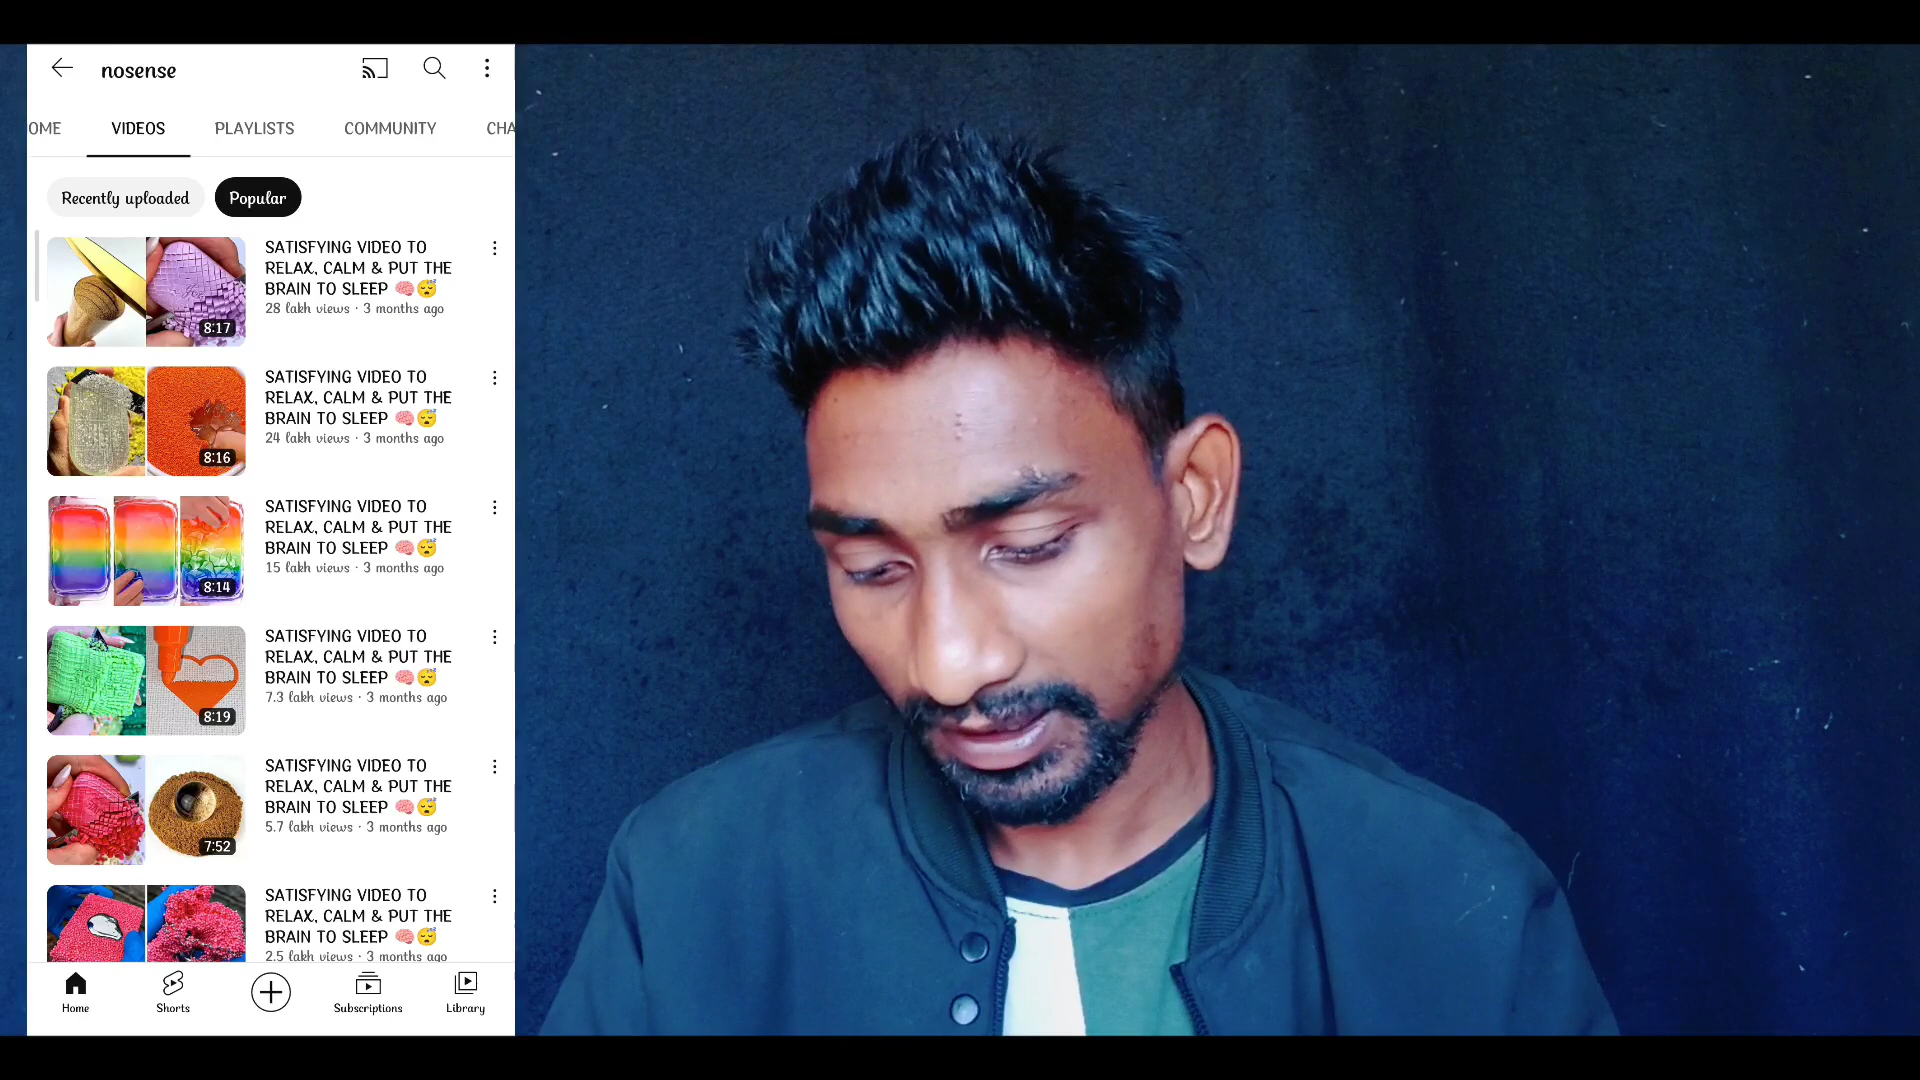 nosense
OME VIDEOS PLAYLISTS COMMUNITY CHA
Recently uploaded Popular
SATISFYING VIDEO TO
RELAX, CALM & PUT THE
BRAIN TO SLEEP 🧠😴
28 lakh views · 3 months ago
8:17
SATISFYING VIDEO TO
RELAX, CALM & PUT THE
BRAIN TO SLEEP 🧠😴
24 lakh views · 3 months ago
8:16
SATISFYING VIDEO TO
RELAX, CALM & PUT THE
BRAIN TO SLEEP 🧠😴
15 lakh views · 3 months ago
8:14
SATISFYING VIDEO TO
RELAX, CALM & PUT THE
BRAIN TO SLEEP 🧠😴
7.3 lakh views · 3 months ago
8:19
SATISFYING VIDEO TO
RELAX, CALM & PUT THE
BRAIN TO SLEEP 🧠😴
5.7 lakh views · 3 months ago
7:52
SATISFYING VIDEO TO
RELAX, CALM & PUT THE
BRAIN TO SLEEP 🧠😴
2.5 lakh views · 3 months ago
Home Shorts Subscriptions Library